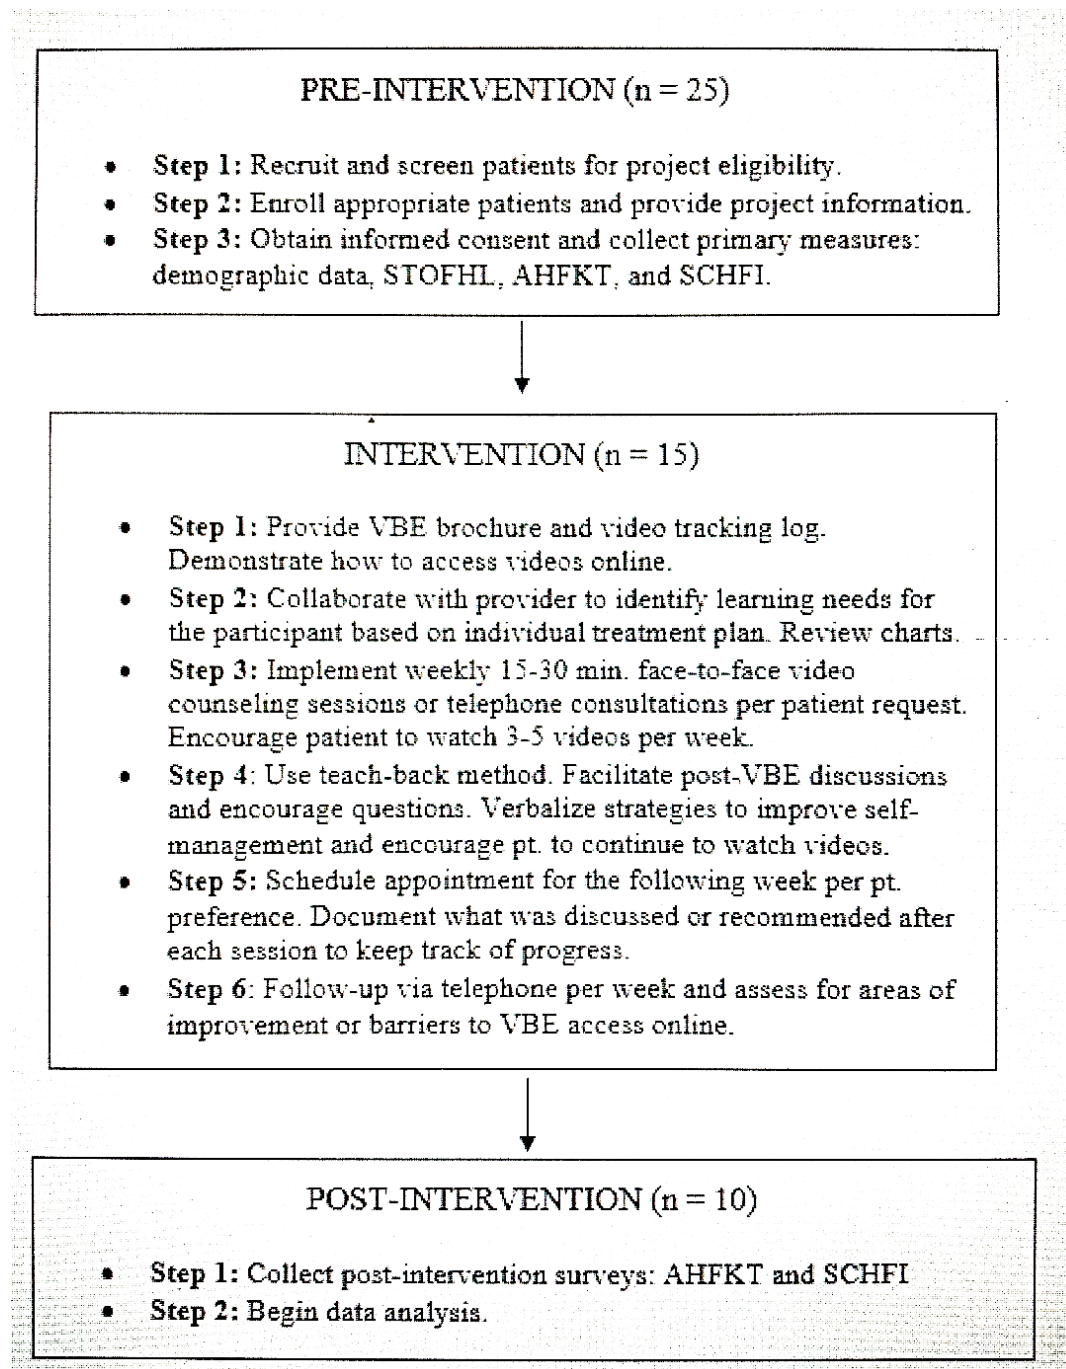 PRE-INTERVENTION (n = 25)
• Step 1: Recruit and screen patients for project eligibility.
• Step 2: Enroll appropriate patients and provide project information.
• Step 3: Obtain informed consent and collect primary measures:
demographic data, STOFHL, AHFKT, and SCHFI.
INTERVENTION (n = 15)
• Step 1: Provide VBE brochure and video tracking log.
Demonstrate how to access videos online.
• Step 2: Collaborate with provider to identify learning needs for
the participant based on individual treatment plan. Review charts.
• Step 3: Implement weekly 15-30 min. face-to-face video
counseling sessions or telephone consultations per patient request.
Encourage patient to watch 3-5 videos per week.
• Step 4: Use teach-back method. Facilitate post-VBE discussions
and encourage questions. Verbalize strategies to improve self-
management and encourage pt. to continue to watch videos.
• Step 5: Schedule appointment for the following week per pt.
preference. Document what was discussed or recommended after
each session to keep track of progress.
• Step 6: Follow-up via telephone per week and assess for areas of
improvement or barriers to VBE access online.
POST-INTERVENTION (n = 10)
• Step 1: Collect post-intervention surveys: AHFKT and SCHFI
• Step 2: Begin data analysis.